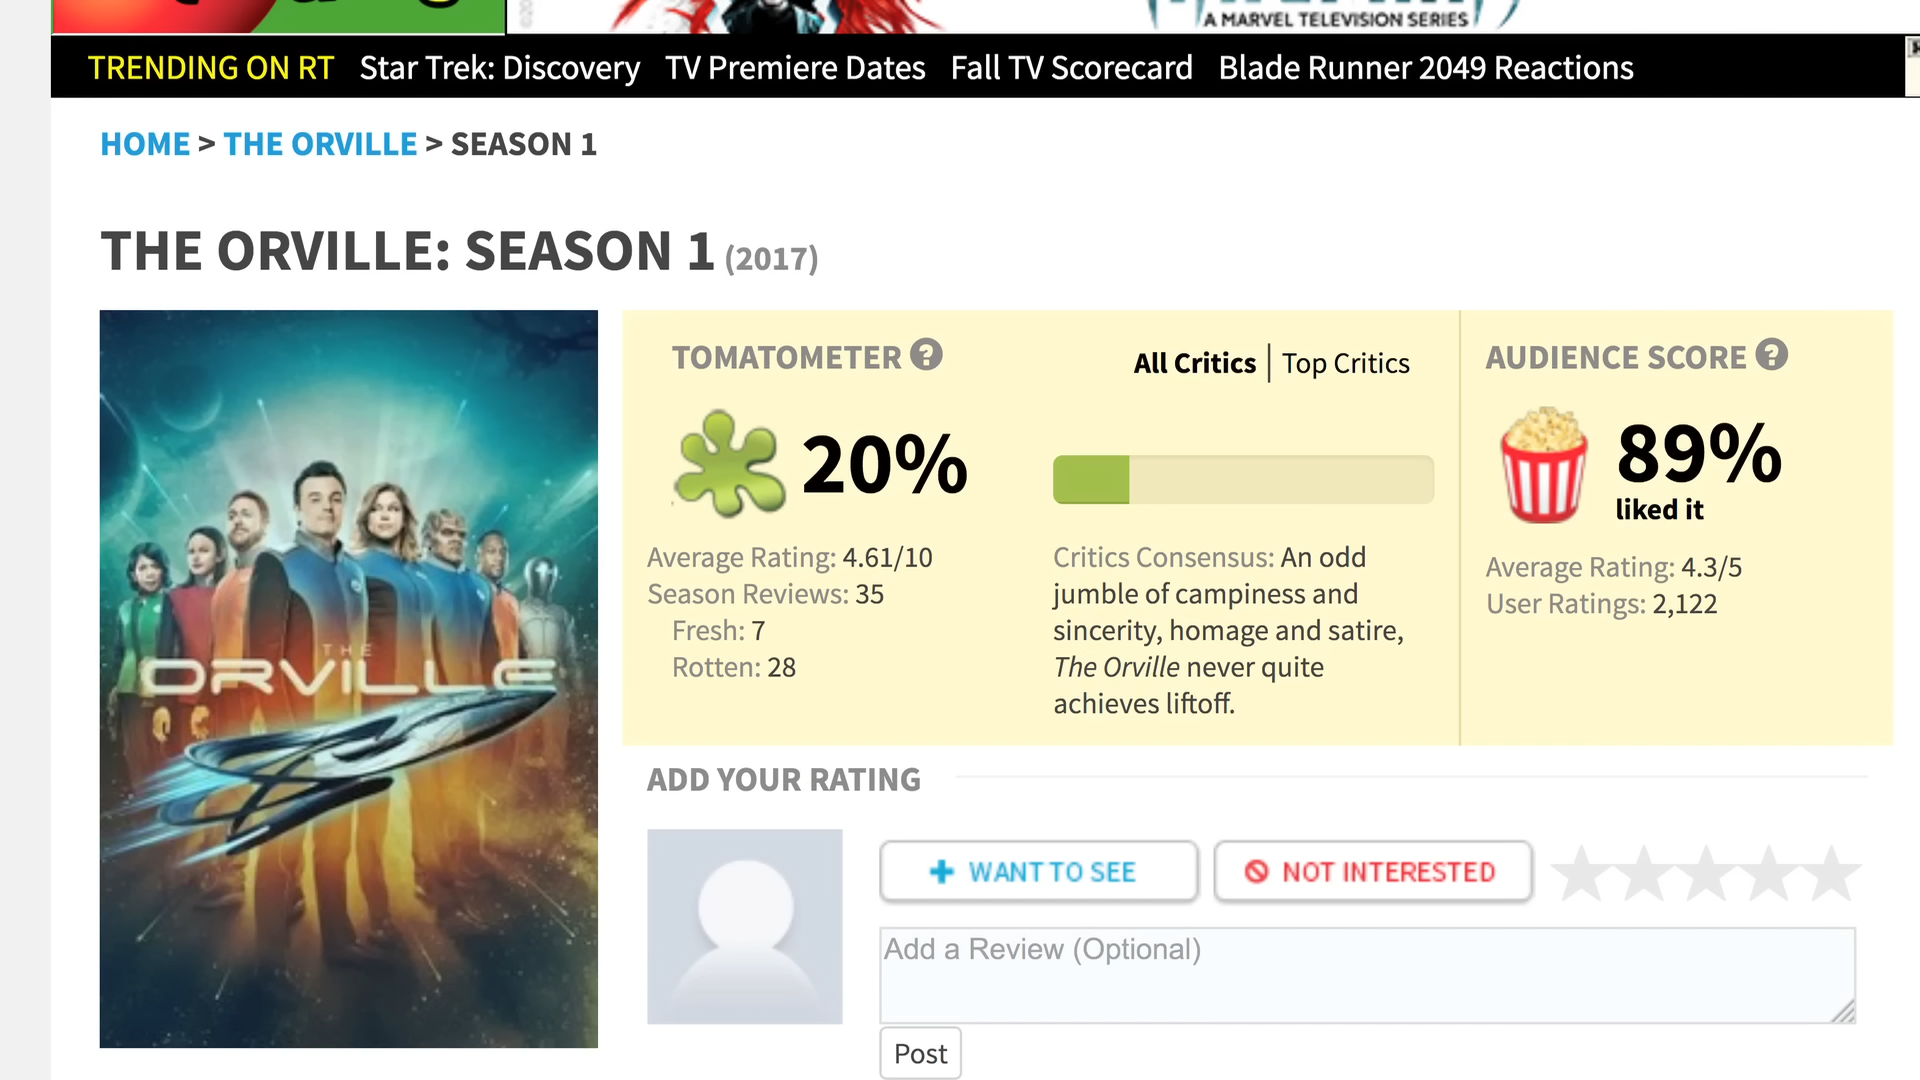 A MARVEL TELEVISION SERIES
TRENDING ON RT Star Trek: Discovery TV Premiere Dates Fall TV Scorecard Blade Runner 2049 Reactions
HOME > THE ORVILLE > SEASON 1
THE ORVILLE: SEASON 1 (2017)
THE
ORVILLE
TOMATOMETER ?
All Critics | Top Critics
20%
Average Rating: 4.61/10
Season Reviews: 35
Fresh: 7
Rotten: 28
Critics Consensus: An odd
jumble of campiness and
sincerity, homage and satire,
The Orville never quite
achieves liftoff.
AUDIENCE SCORE ?
89%
liked it
Average Rating: 4.3/5
User Ratings: 2,122
ADD YOUR RATING
WANT TO SEE
NOT INTERESTED
Add a Review (Optional)
Post